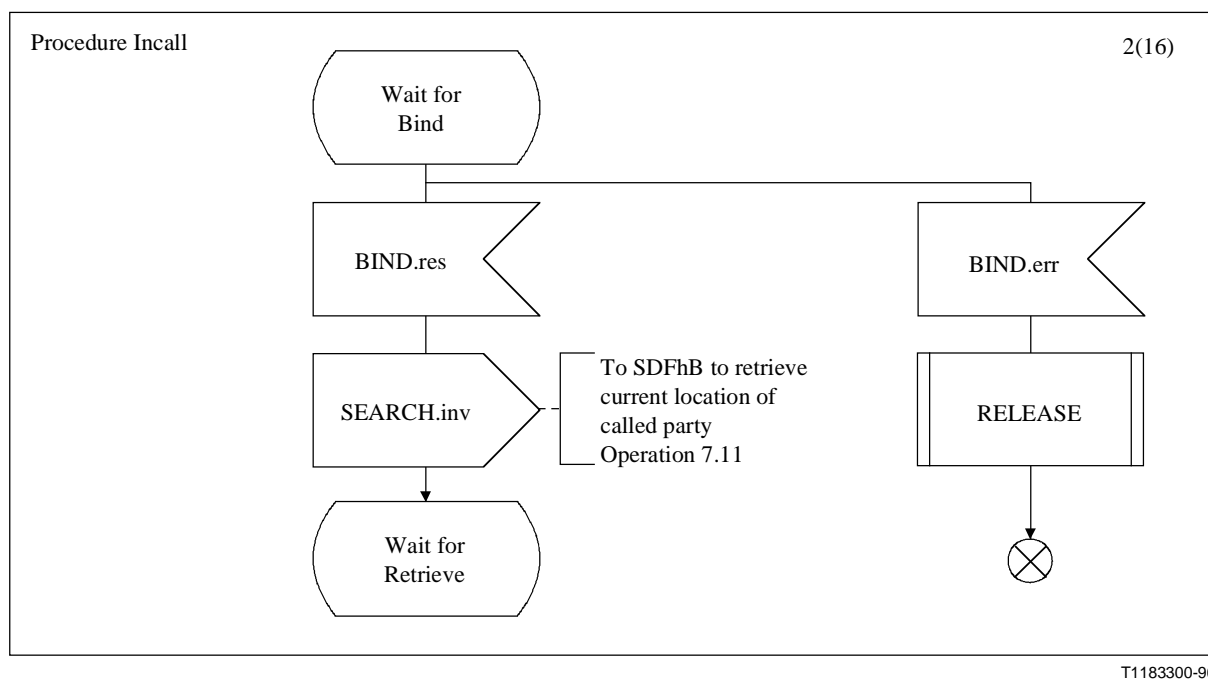 Procedure Incall
2(16)
Wait for
Bind
BIND.res
BIND.err
SEARCH.inv
To SDFhB to retrieve
current location of
called party
Operation 7.11
RELEASE
Wait for
Retrieve